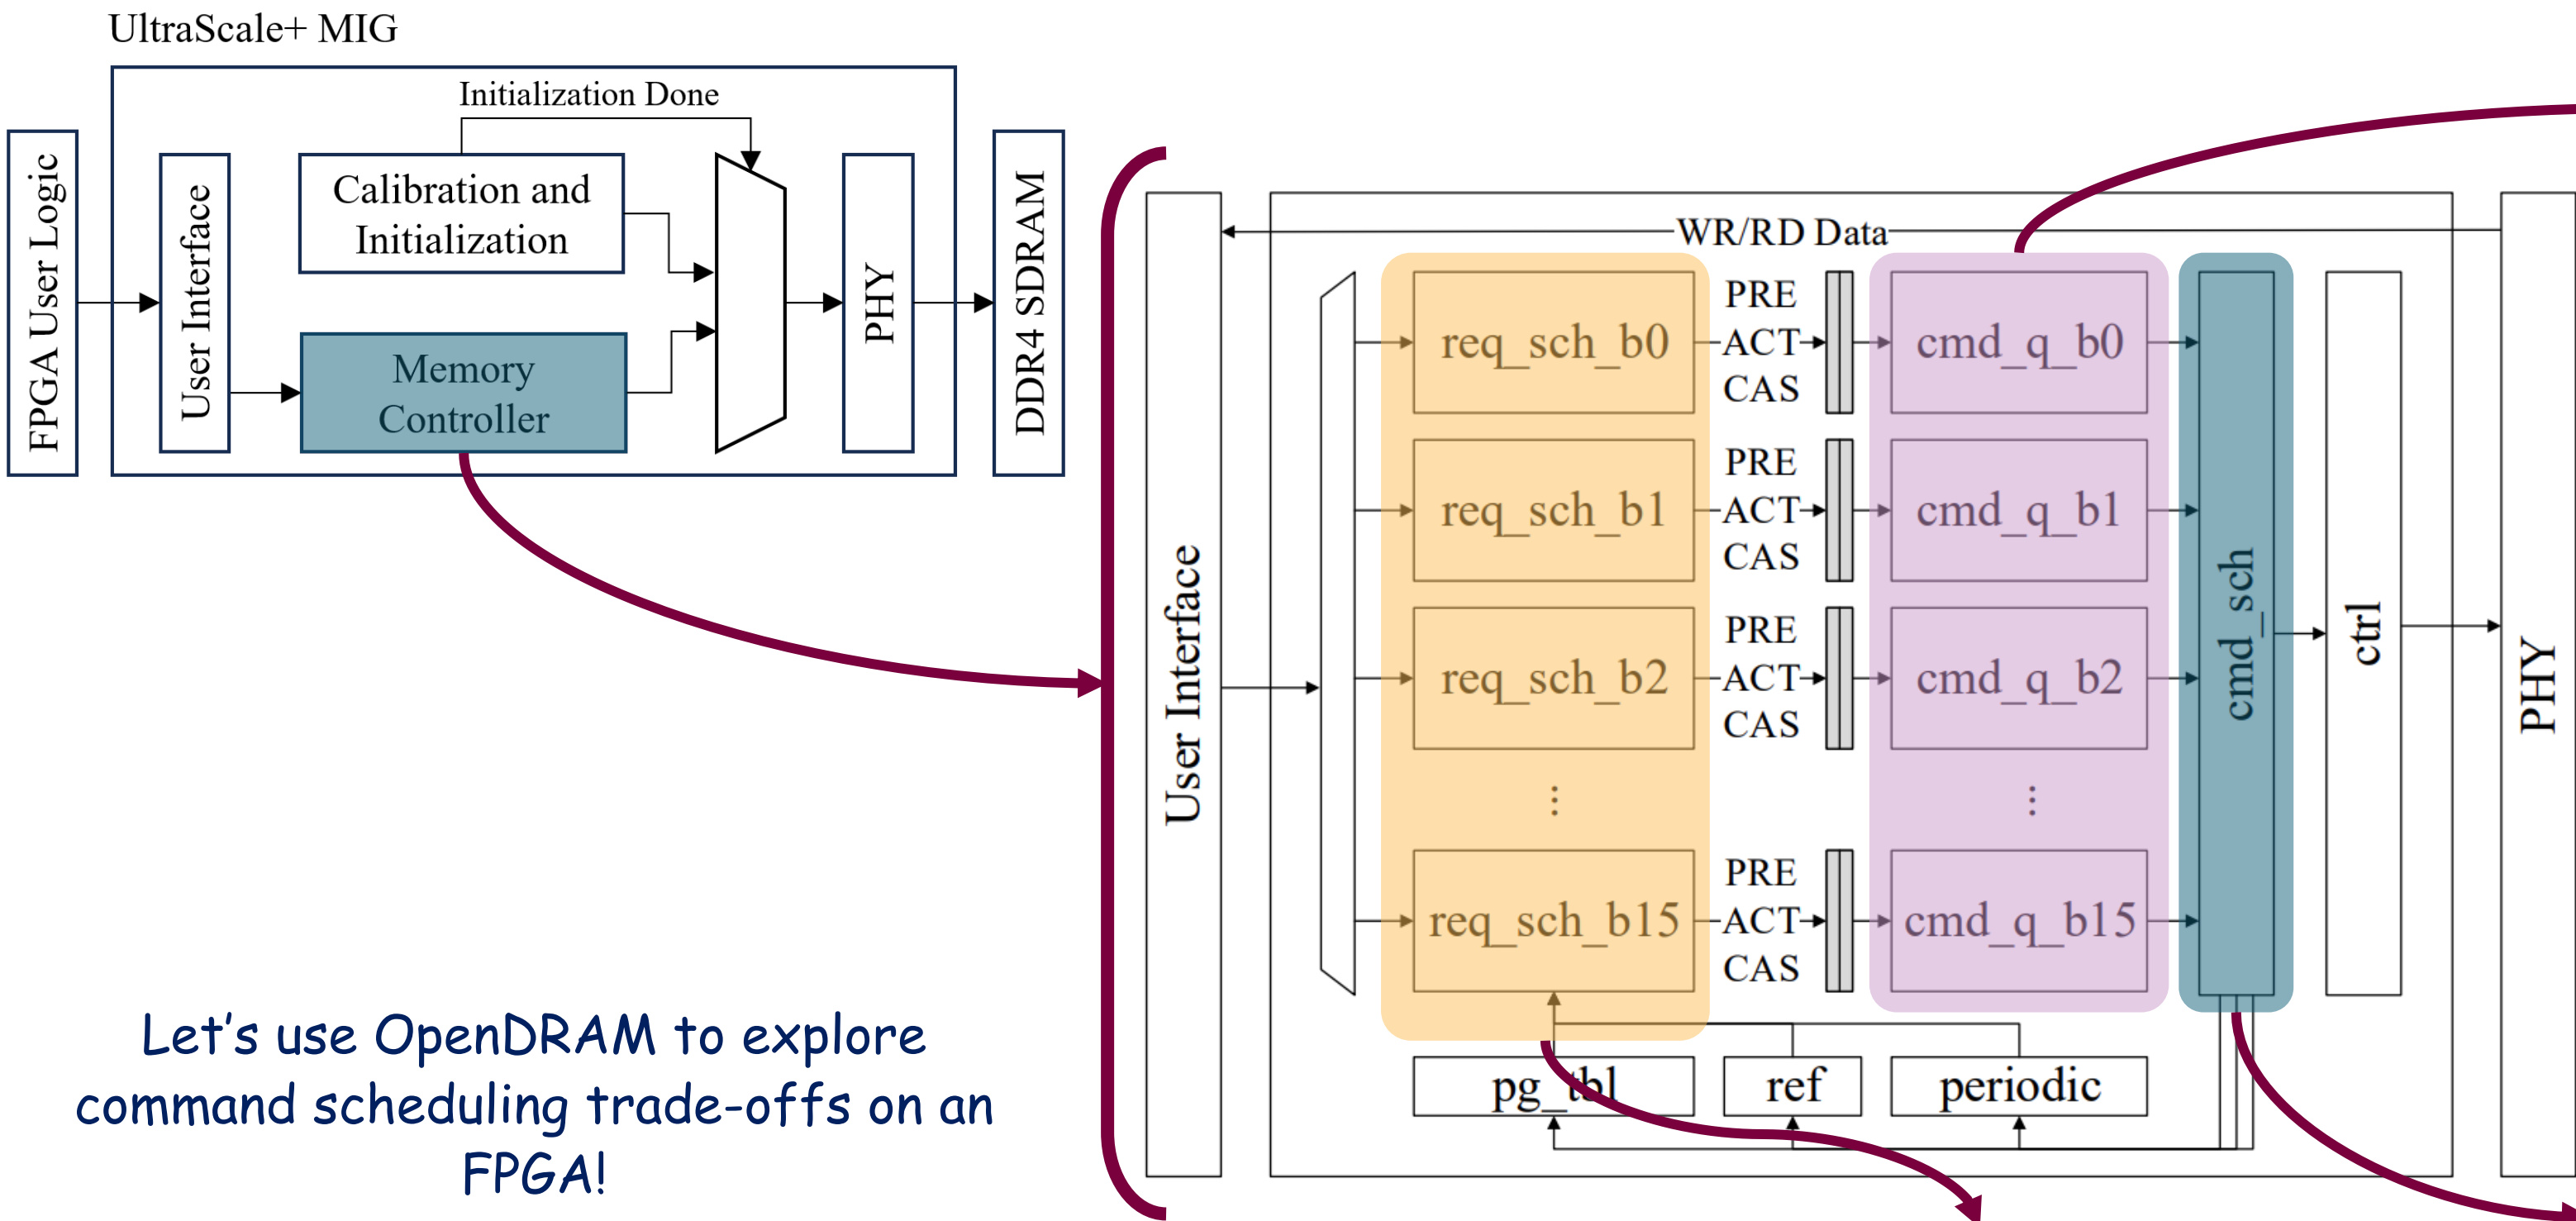 UltraScale+ MIG
Initialization Done
FPGA User Logic
User Interface
Calibration and
Initialization
Memory
Controller
PHY
DDR4 SDRAM
Let's use OpenDRAM to explore
command scheduling trade-offs on an
FPGA!
User Interface
WR/RD Data
req_sch_b0
PRE
ACT
CAS
cmd_q_b0
req_sch_b1
PRE
ACT
CAS
cmd_q_b1
req_sch_b2
PRE
ACT
CAS
cmd_q_b2
⋮
⋮
req_sch_b15
PRE
ACT
CAS
cmd_q_b15
cmd_sch
ctrl
PHY
pg_tbl
ref
periodic